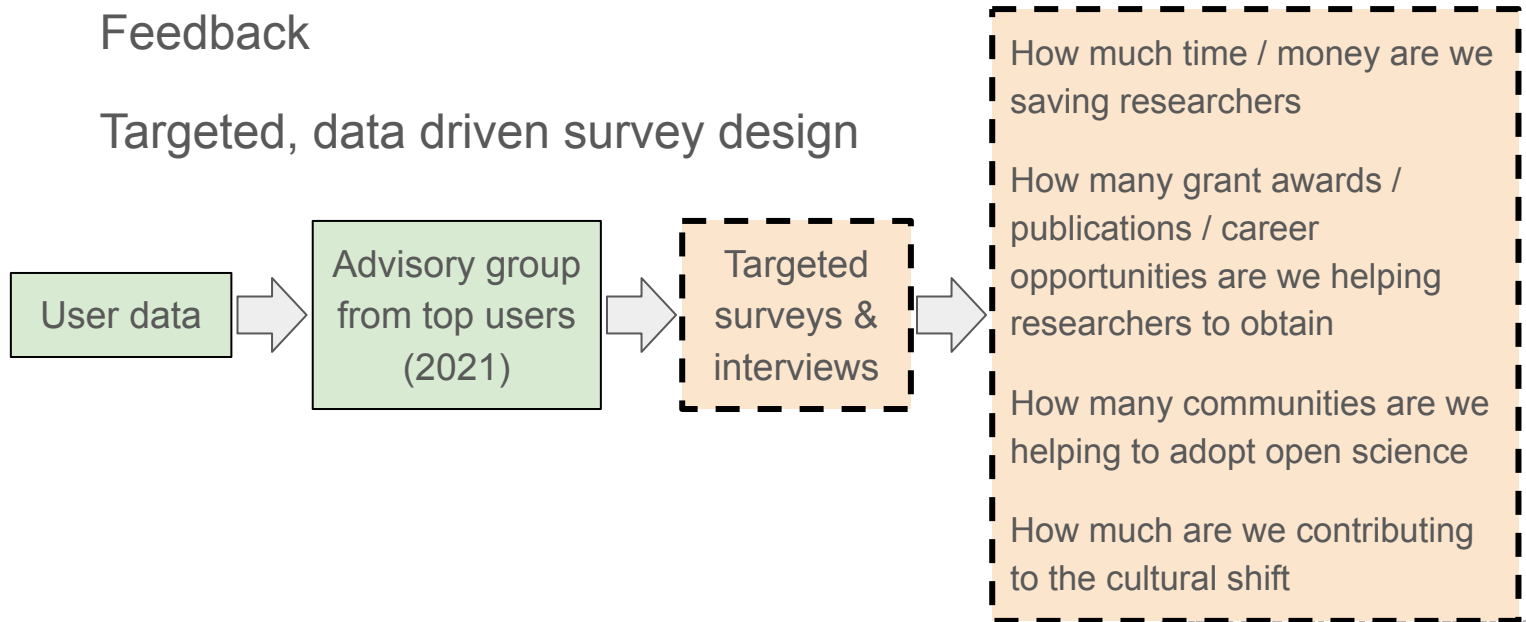 Feedback
Targeted, data driven survey design
User data
Advisory group
from top users
(2021)
Targeted
surveys &
interviews
How much time / money are we
saving researchers
How many grant awards /
publications / career
opportunities are we helping
researchers to obtain
How many communities are we
helping to adopt open science
How much are we contributing
to the cultural shift